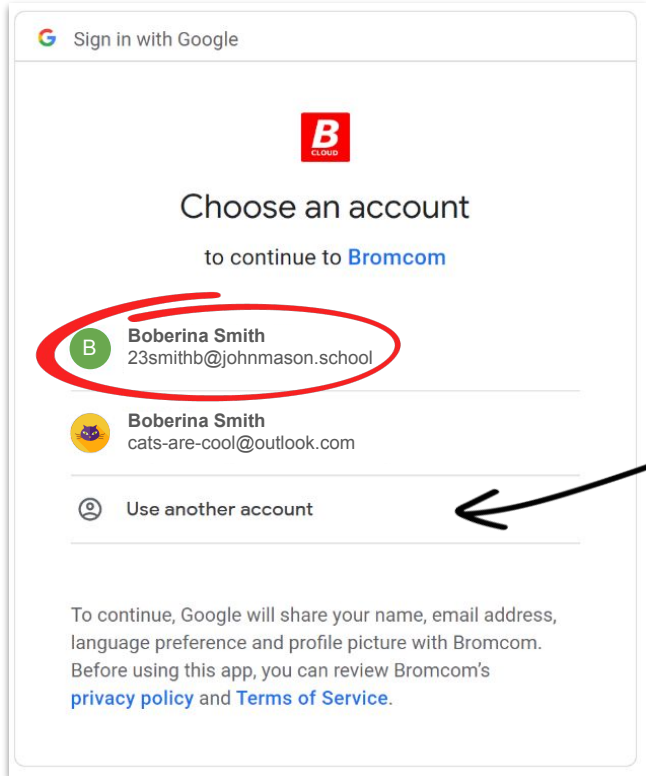 Sign in with Google
B
CLOUD
Choose an account
to continue to Bromcom
B
Boberina Smith
23smithb@johnmason.school
Boberina Smith
cats-are-cool@outlook.com
Use another account
To continue, Google will share your name, email address,
language preference and profile picture with Bromcom.
Before using this app, you can review Bromcom's
privacy policy and Terms of Service.